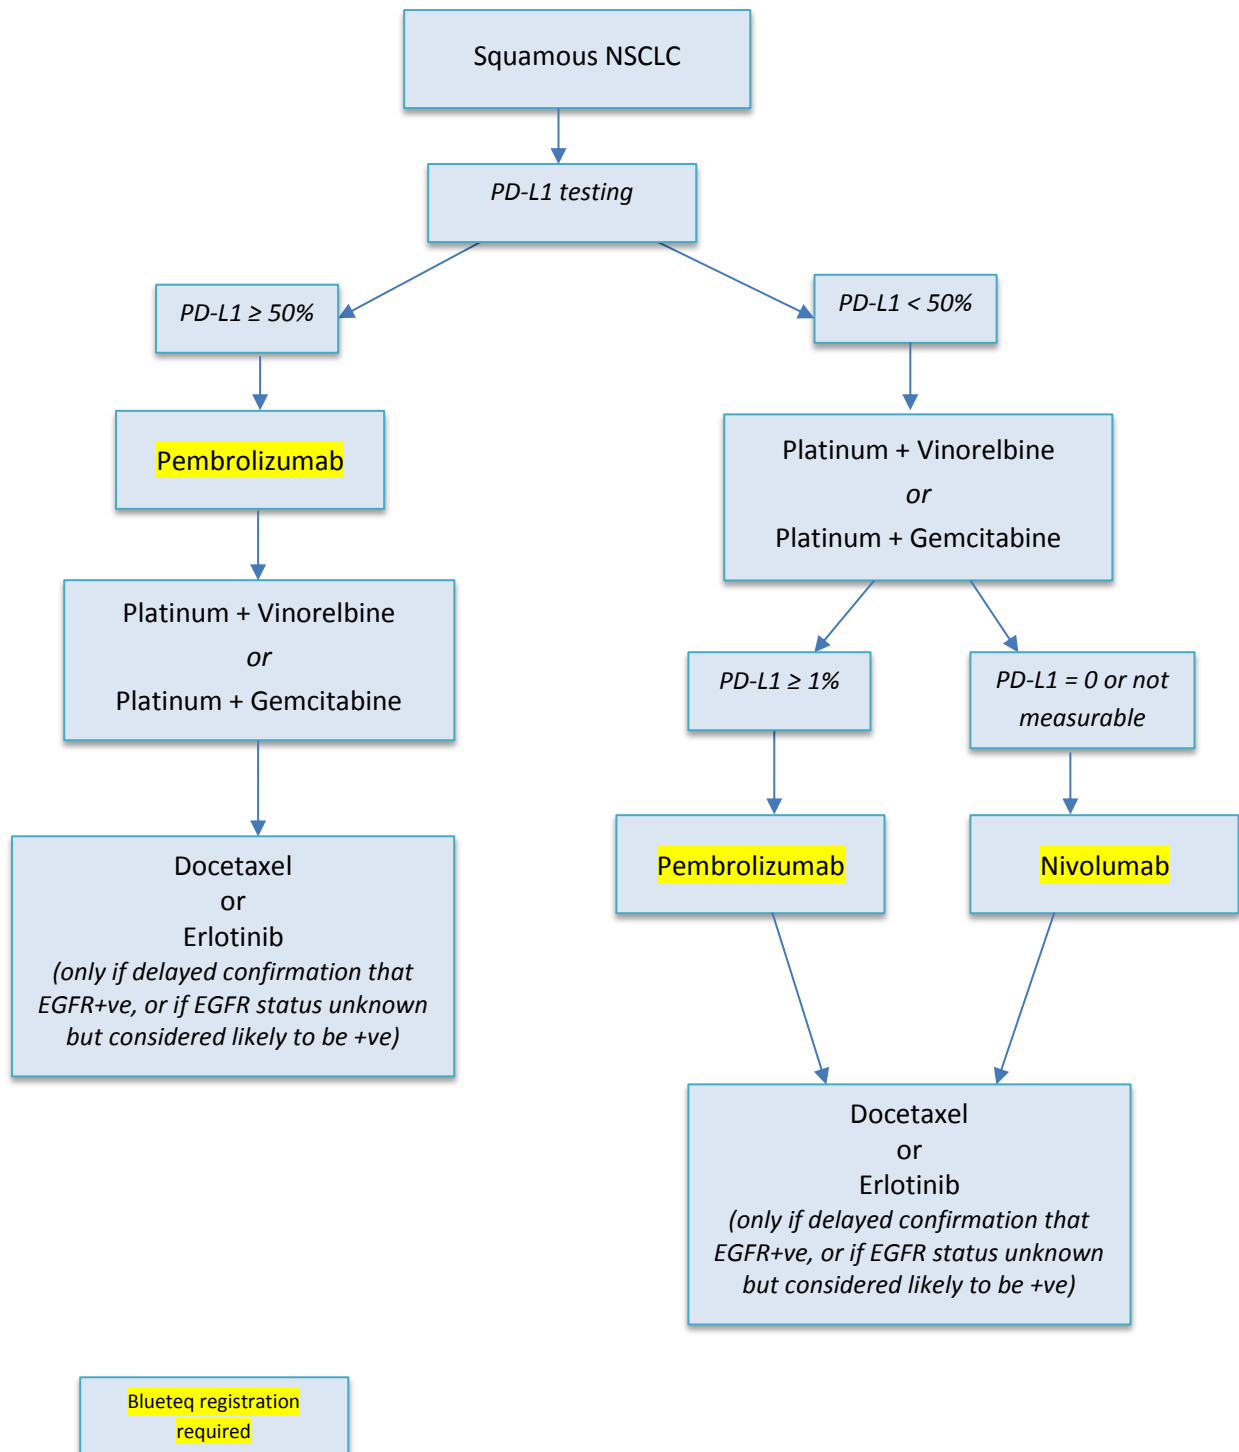 Squamous NSCLC
PD-L1 testing
PD-L1 ≥ 50%
PD-L1 < 50%
Pembrolizumab
Platinum + Vinorelbine
or
Platinum + Gemcitabine
Platinum + Vinorelbine
or
Platinum + Gemcitabine
PD-L1 ≥ 1%
PD-L1 = 0 or not
measurable
Pembrolizumab
Nivolumab
Docetaxel
or
Erlotinib
(only if delayed confirmation that
EGFR+ve, or if EGFR status unknown
but considered likely to be +ve)
Docetaxel
or
Erlotinib
(only if delayed confirmation that
EGFR+ve, or if EGFR status unknown
but considered likely to be +ve)
Blueteq registration
required